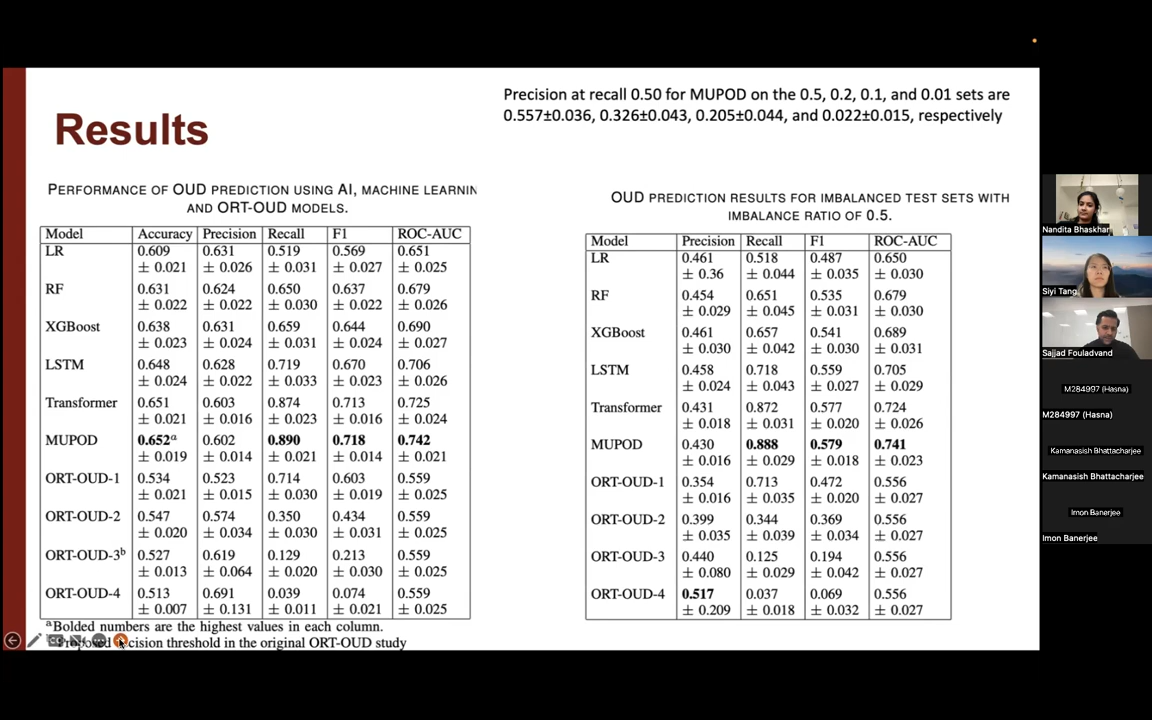 Results
Precision at recall 0.50 for MUPOD on the 0.5, 0.2, 0.1, and 0.01 sets are
0.557±0.036, 0.326±0.043, 0.205±0.044, and 0.022±0.015, respectively
PERFORMANCE OF OUD PREDICTION USING AI, MACHINE LEARNIN
AND ORT-OUD MODELS.
Model Accuracy Precision Recall F1 ROC-AUC
LR 0.609 0.631 0.519 0.569 0.651
± 0.021 ± 0.026 ± 0.031 ± 0.027 ± 0.025
RF 0.631 0.624 0.650 0.637 0.679
± 0.022 ± 0.022 ± 0.030 ± 0.022 ± 0.026
XGBoost 0.638 0.631 0.659 0.644 0.690
± 0.023 ± 0.024 ± 0.031 ± 0.024 ± 0.027
LSTM 0.648 0.628 0.719 0.670 0.706
± 0.024 ± 0.022 ± 0.033 ± 0.023 ± 0.026
Transformer 0.651 0.603 0.874 0.713 0.725
± 0.021 ± 0.016 ± 0.023 ± 0.016 ± 0.024
MUPOD 0.652a 0.602 0.890 0.718 0.742
± 0.019 ± 0.014 ± 0.021 ± 0.014 ± 0.021
ORT-OUD-1 0.534 0.523 0.714 0.603 0.559
± 0.021 ± 0.015 ± 0.030 ± 0.019 ± 0.025
ORT-OUD-2 0.547 0.574 0.350 0.434 0.559
± 0.020 ± 0.034 ± 0.030 ± 0.031 ± 0.025
ORT-OUD-3b 0.527 0.619 0.129 0.213 0.559
± 0.013 ± 0.064 ± 0.020 ± 0.030 ± 0.025
ORT-OUD-4 0.513 0.691 0.039 0.074 0.559
± 0.007 ± 0.131 ± 0.011 ± 0.021 ± 0.025
aBolded numbers are the highest values in each column.
decision threshold in the original ORT-OUD study
OUD PREDICTION RESULTS FOR IMBALANCED TEST SETS WITH
IMBALANCE RATIO OF 0.5.
Model Precision Recall F1 ROC-AUC
LR 0.461 0.518 0.487 0.650
± 0.36 ± 0.044 ± 0.035 ± 0.030
RF 0.454 0.651 0.535 0.679
± 0.029 ± 0.045 ± 0.031 ± 0.030
XGBoost 0.461 0.657 0.541 0.689
± 0.030 ± 0.042 ± 0.030 ± 0.031
LSTM 0.458 0.718 0.559 0.705
± 0.024 ± 0.043 ± 0.027 ± 0.029
Transformer 0.431 0.872 0.577 0.724
± 0.018 ± 0.031 ± 0.020 ± 0.026
MUPOD 0.430 0.888 0.579 0.741
± 0.016 ± 0.029 ± 0.018 ± 0.023
ORT-OUD-1 0.354 0.713 0.472 0.556
± 0.016 ± 0.035 ± 0.020 ± 0.027
ORT-OUD-2 0.399 0.344 0.369 0.556
± 0.035 ± 0.039 ± 0.034 ± 0.027
ORT-OUD-3 0.440 0.125 0.194 0.556
± 0.080 ± 0.029 ± 0.042 ± 0.027
ORT-OUD-4 0.517 0.037 0.069 0.556
± 0.209 ± 0.018 ± 0.032 ± 0.027
Nandita Bhaskhar
Siyi Tang
Sajjad Fouladvand
M284997 (Hasna)
M284997 (Hasna)
Kamanasish Bhattacharjee
Kamanasish Bhattacharjee
Imon Banerjee
Imon Banerjee